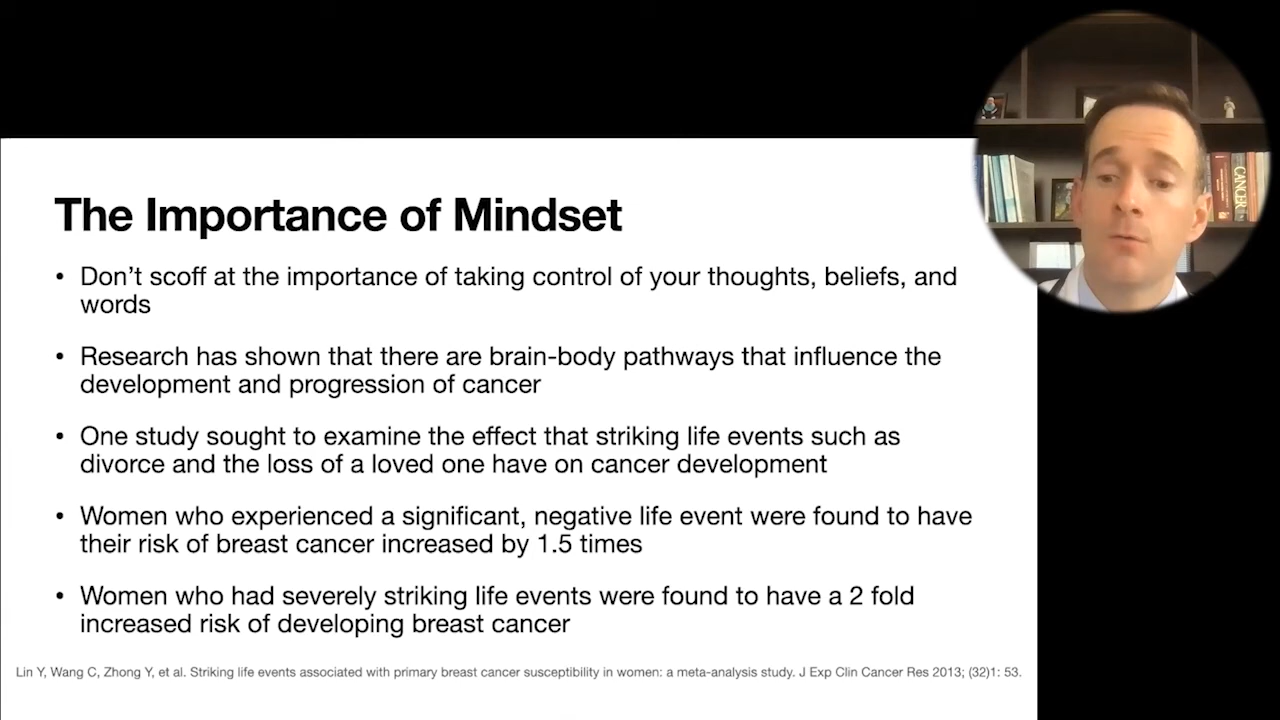 The Importance of Mindset
• Don’t scoff at the importance of taking control of your thoughts, beliefs, and
words
• Research has shown that there are brain-body pathways that influence the
development and progression of cancer
• One study sought to examine the effect that striking life events such as
divorce and the loss of a loved one have on cancer development
• Women who experienced a significant, negative life event were found to have
their risk of breast cancer increased by 1.5 times
• Women who had severely striking life events were found to have a 2 fold
increased risk of developing breast cancer
Lin Y, Wang C, Zhong Y, et al. Striking life events associated with primary breast cancer susceptibility in women: a meta-analysis study. J Exp Clin Cancer Res 2013; (32)1: 53.
CANCER